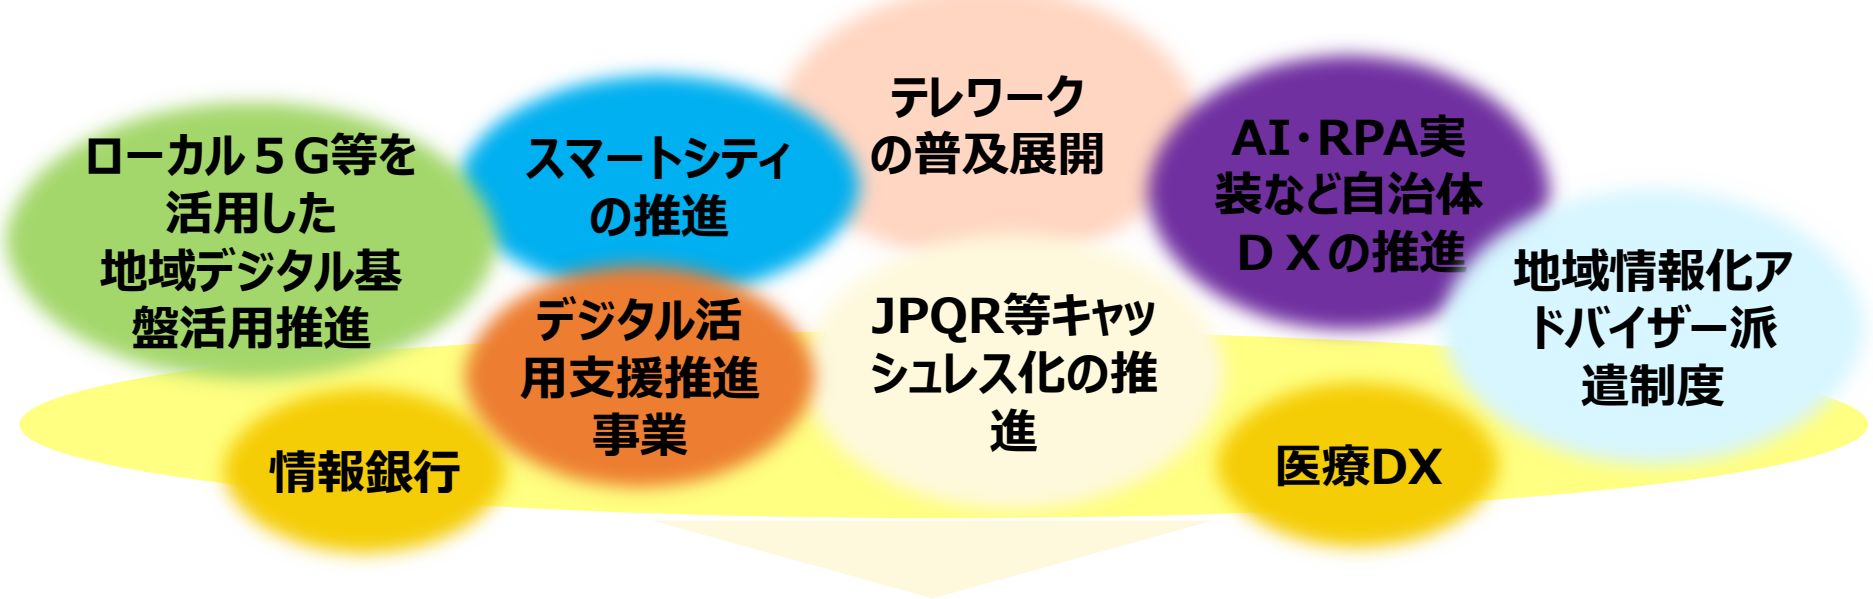 ローカル５G等を
活用した
地域デジタル基
盤活用推進
スマートシティ
の推進
テレワーク
の普及展開
AI･RPA実
装など自治体
ＤＸの推進
地域情報化ア
ドバイザー派
遣制度
デジタル活
用支援推進
事業
JPQR等キャッ
シュレス化の推
進
情報銀行
医療DX